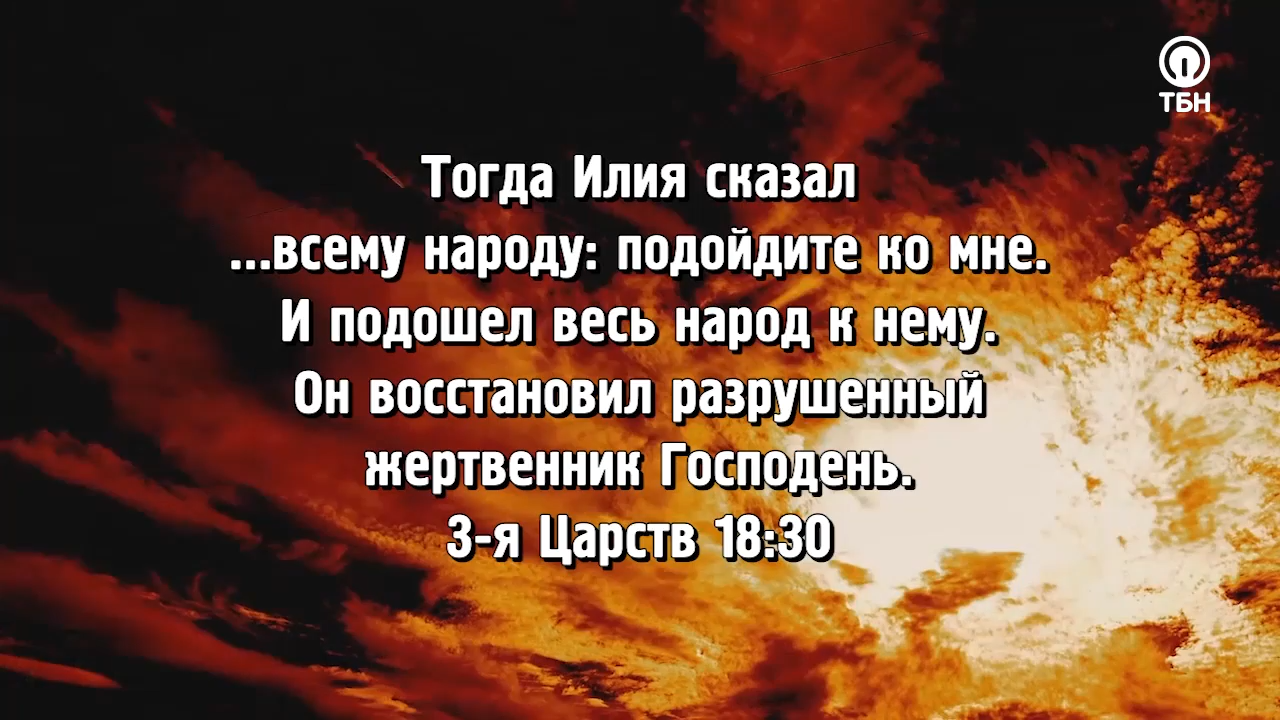 ТБН
Тогда Илия сказал
...всему народу: подойдите ко мне.
И подошел весь народ к нему.
Он восстановил разрушенный
жертвенник Господень.
3-я Царств 18:30